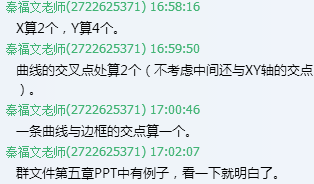 秦福文老师(2722625371) 16:58:16
X算2个，Y算4个。
秦福文老师(2722625371) 16:59:50
曲线的交叉点处算2个（不考虑中间还与XY轴的交点
）。
秦福文老师(2722625371) 17:00:46
一条曲线与边框的交点算一个。
秦福文老师(2722625371) 17:02:07
群文件第五章PPT中有例子，看一下就明白了。